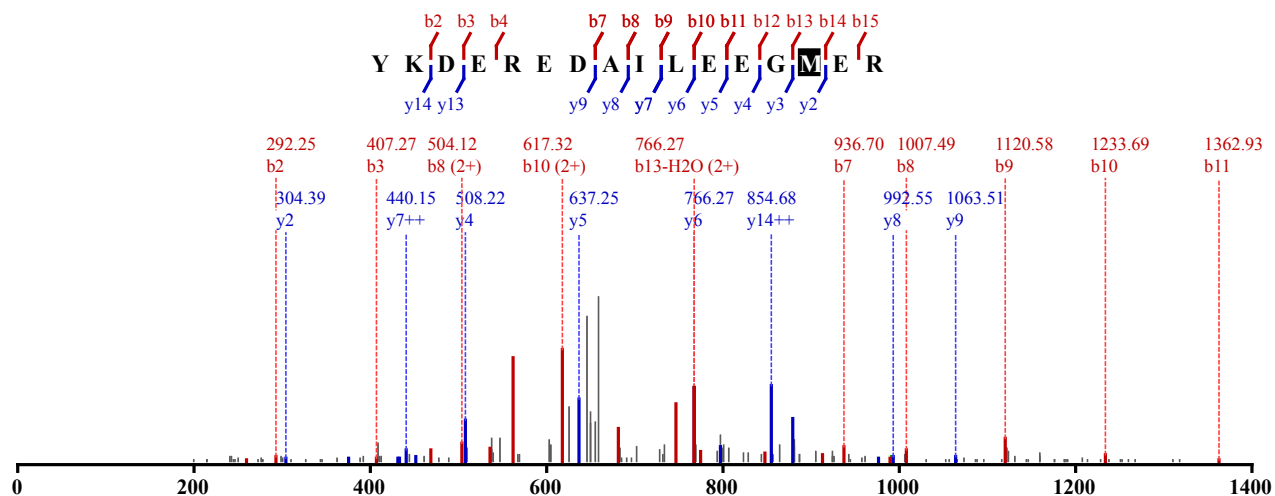 b2 b3 b4 b7 b8 b9 b10 b11 b12 b13 b14 b15
Y K D E R E D A I L E E G M E R
y14 y13 y9 y8 y7 y6 y5 y4 y3 y2
292.25 407.27 504.12 617.32 766.27 936.70 1007.49 1120.58 1233.69 1362.93
b2 b3 b8 (2+) b10 (2+) b13-H2O (2+) b7 b8 b9 b10 b11
304.39 440.15 508.22 637.25 766.27 854.68 992.55 1063.51
y2 y7++ y4 y5 y6 y14++ y8 y9
0 200 400 600 800 1000 1200 1400